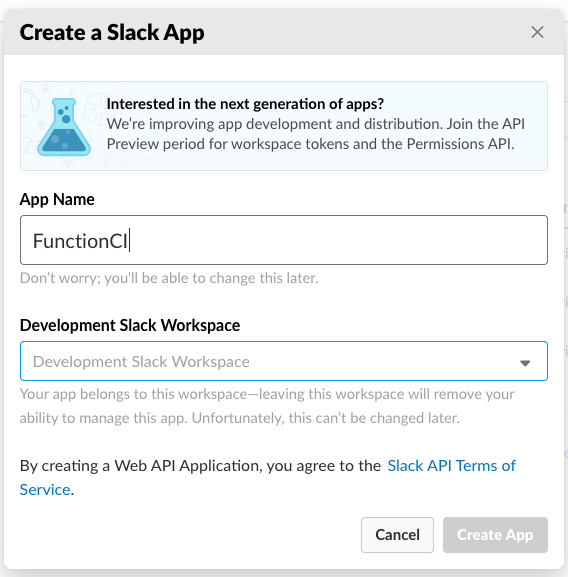 Create a Slack App
Interested in the next generation of apps?
We're improving app development and distribution. Join the API
Preview period for workspace tokens and the Permissions API.
App Name
FunctionCI
Don't worry; you'll be able to change this later.
Development Slack Workspace
Development Slack Workspace
Your app belongs to this workspace—leaving this workspace will remove your
ability to manage this app. Unfortunately, this can't be changed later.
By creating a Web API Application, you agree to the Slack API Terms of
Service.
Cancel
Create App